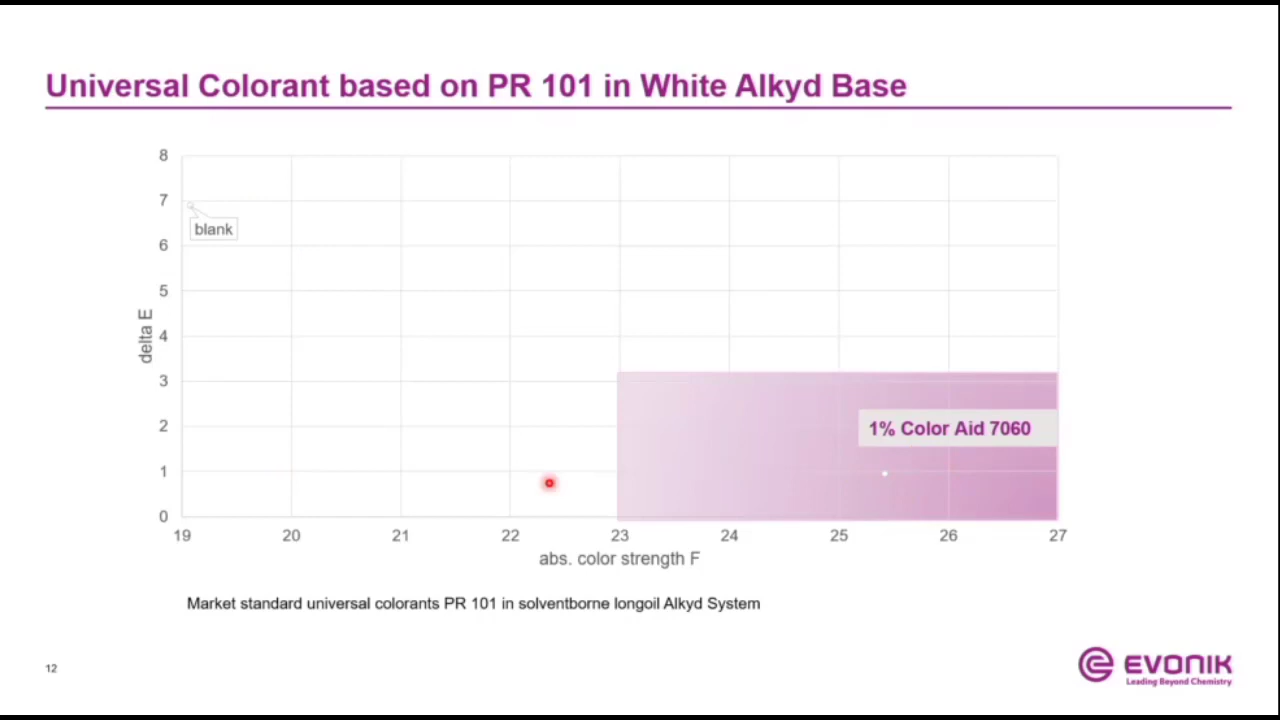 Universal Colorant based on PR 101 in White Alkyd Base
8
7
blank
6
5
delta E
4
3
2
1% Color Aid 7060
1
0
19 20 21 22 23 24 25 26 27
abs. color strength F
Market standard universal colorants PR 101 in solventborne longoil Alkyd System
12
EVONIK
Leading Beyond Chemistry